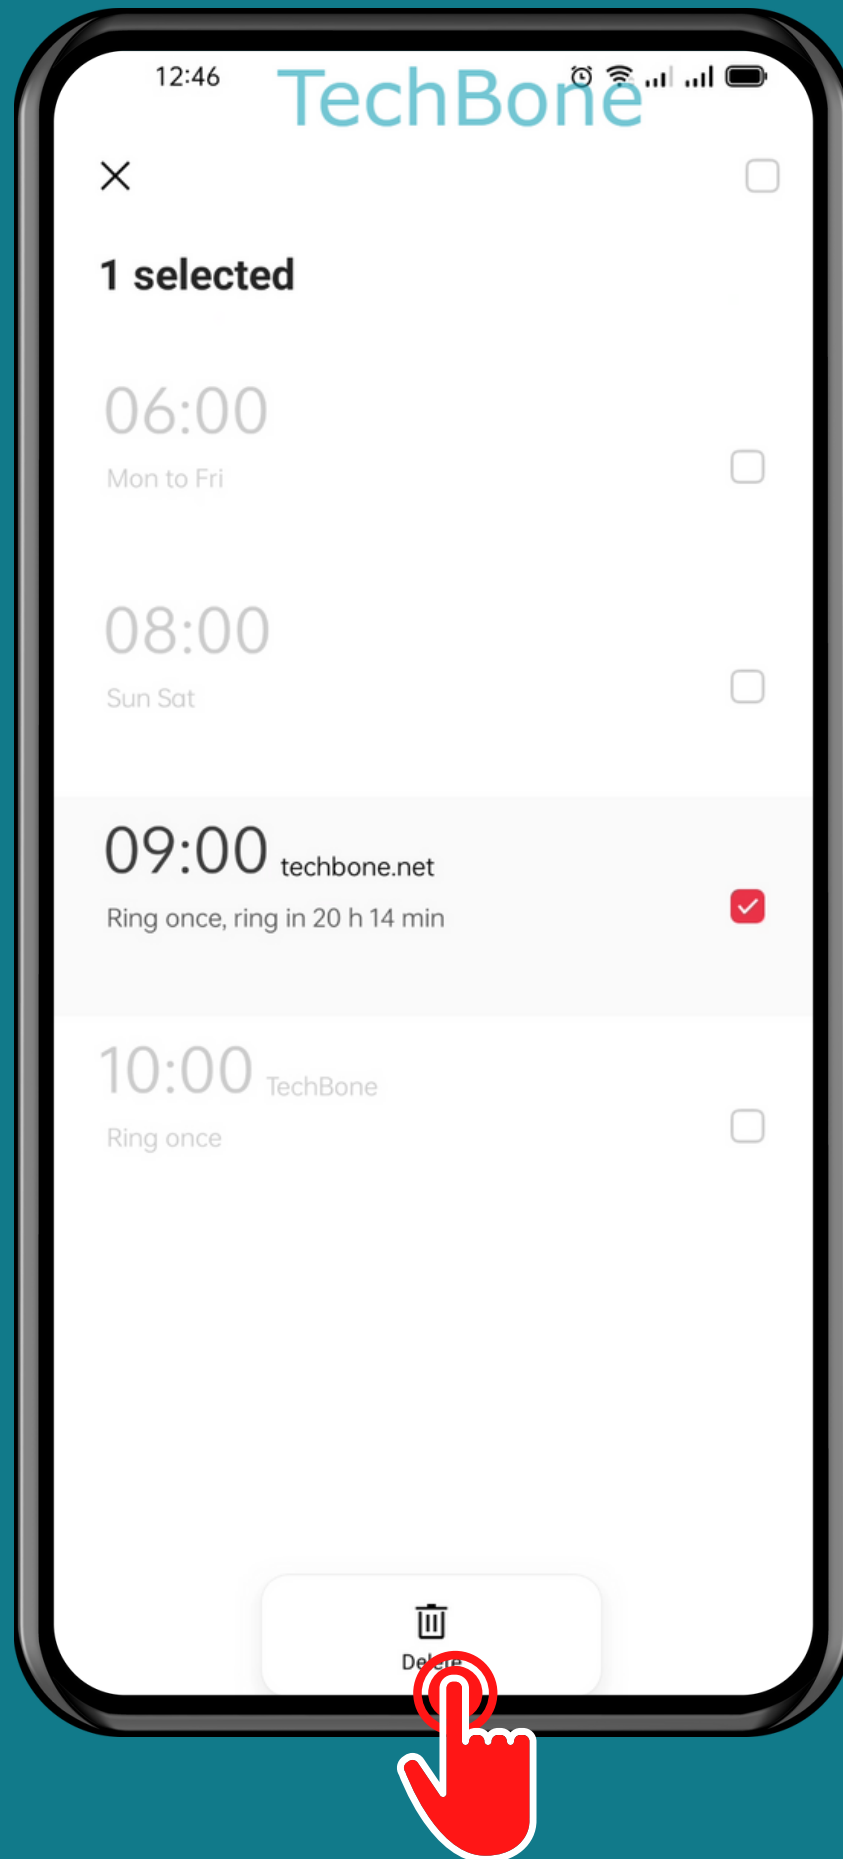 12:46
TechBone
1 selected
06:00
Mon to Fri
08:00
Sun Sat
09:00 techbone.net
Ring once, ring in 20 h 14 min
10:00 TechBone
Ring once
Delete